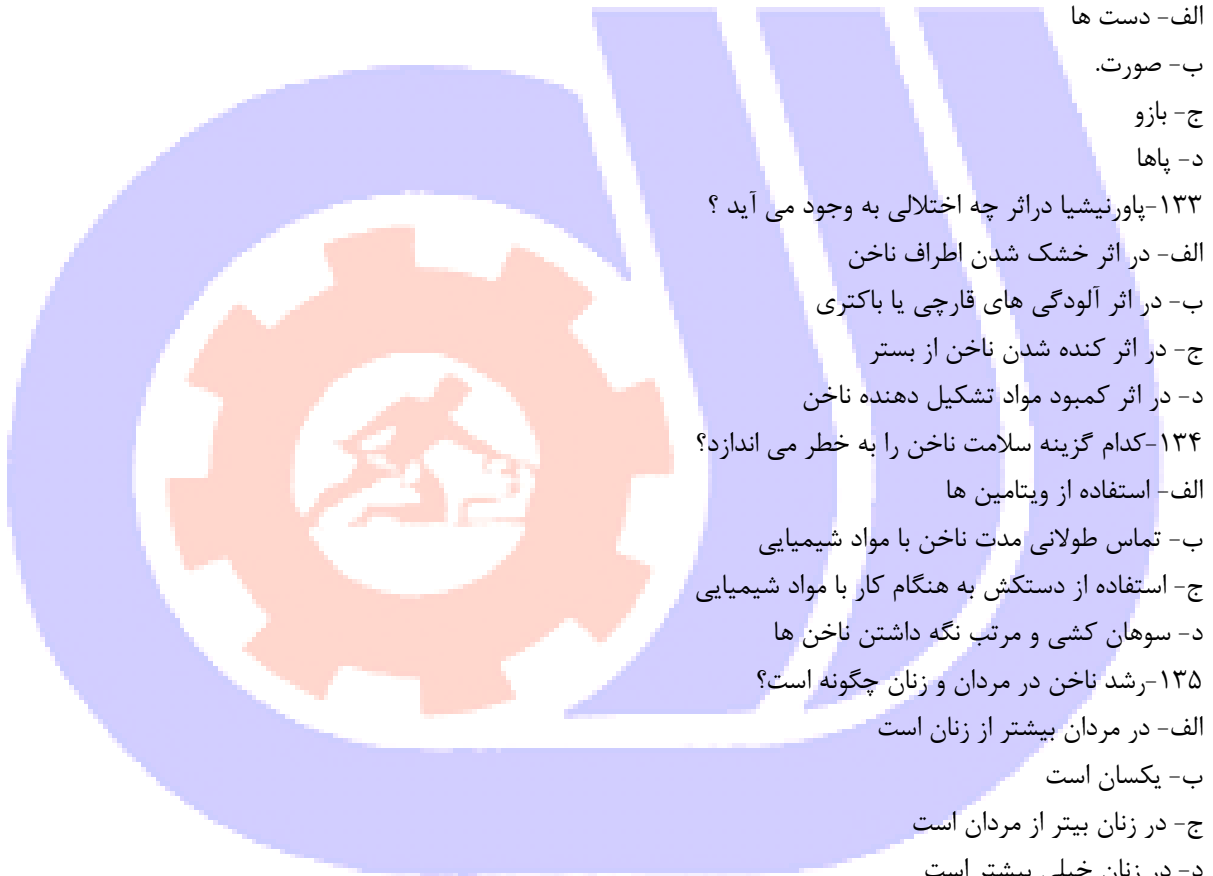 الف- دست ها
ب- صورت.
ج- بازو
د- پاها
۱۳۳-پاورنیشیا دراثر چه اختلالی به وجود می آید ؟
الف- در اثر خشک شدن اطراف ناخن
ب- در اثر آلودگی های قارچی یا باکتری
ج- در اثر کنده شدن ناخن از بستر
د- در اثر کمبود مواد تشکیل دهنده ناخن
۱۳۴-کدام گزینه سلامت ناخن را به خطر می اندازد؟
الف- استفاده از ویتامین ها
ب- تماس طولانی مدت ناخن با مواد شیمیایی
ج- استفاده از دستکش به هنگام کار با مواد شیمیایی
د- سوهان کشی و مرتب نگه داشتن ناخن ها
۱۳۵-رشد ناخن در مردان و زنان چگونه است؟
الف- در مردان بیشتر از زنان است
ب- یکسان است
ج- در زنان بیتر از مردان است
د- در زنان خیلی بیشتر است